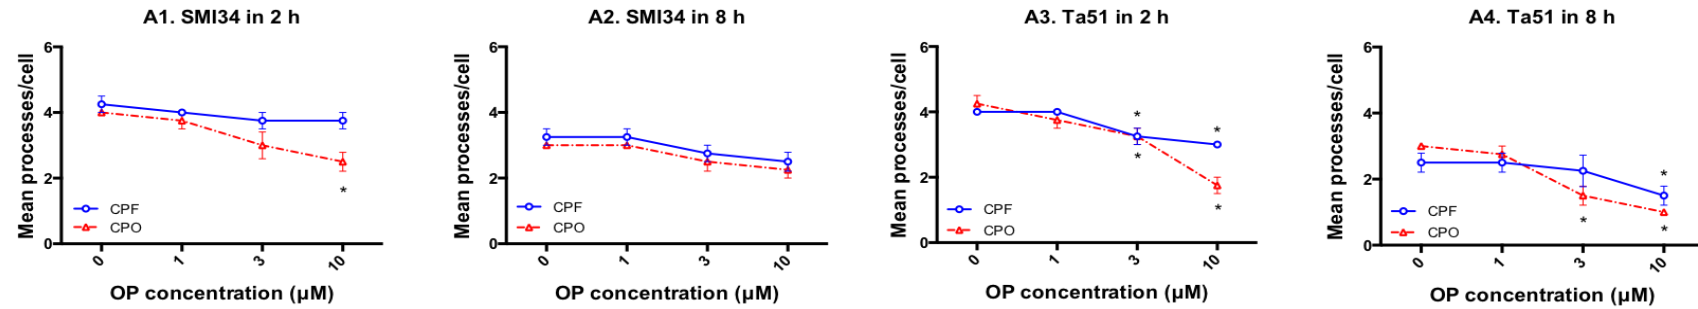 A1. SMI34 in 2 h
Mean processes/cell
6
4
2
0
CPF
CPO
*
0 1 3 10
OP concentration (µM)
A2. SMI34 in 8 h
Mean processes/cell
6
4
2
0
CPF
CPO
0 1 3 10
OP concentration (µM)
A3. Ta51 in 2 h
Mean processes/cell
6
4
2
0
* *
* *
CPF
CPO
0 1 3 10
OP concentration (µM)
A4. Ta51 in 8 h
Mean processes/cell
6
4
2
0
*
* *
CPF
CPO
0 1 3 10
OP concentration (µM)